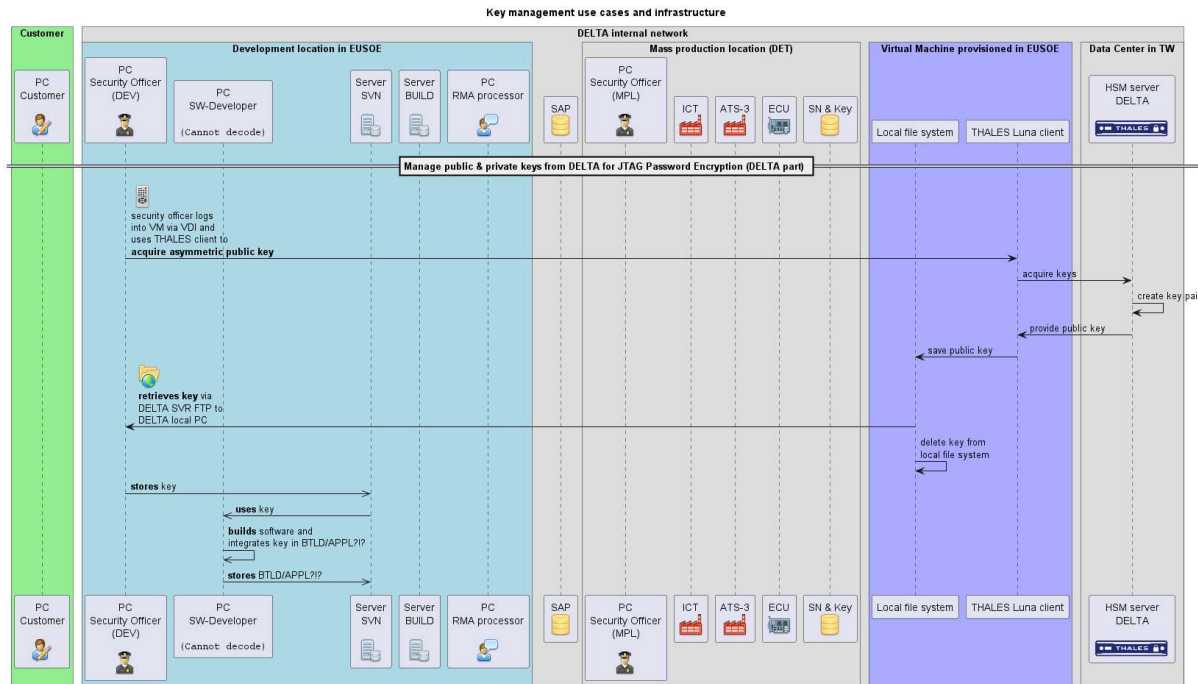 Key management use cases and infrastructure
Customer
DELTA internal network
Development location in EUSOE
Mass production location (DET)
Virtual Machine provisioned in EUSOE
Data Center in TW
PC
Customer
PC
Security Officer
(DEV)
PC
SW-Developer
(Cannot decode)
Server
SVN
Server
BUILD
PC
RMA processor
SAP
PC
Security Officer
(MPL)
ICT
ATS-3
ECU
SN & Key
Local file system
THALES Luna client
HSM server
DELTA
THALES
Manage public & private keys from DELTA for JTAG Password Encryption (DELTA part)
security officer logs
into VM via VDI and
uses THALES client to
acquire asymmetric public key
acquire keys
create key pair
provide public key
save public key
retrieves key via
DELTA SVR FTP to
DELTA local PC
delete key from
local file system
stores key
uses key
builds software and
integrates key in BTLD/APPL?!?
stores BTLD/APPL?!?
PC
Customer
PC
Security Officer
(DEV)
PC
SW-Developer
(Cannot decode)
Server
SVN
Server
BUILD
PC
RMA processor
SAP
PC
Security Officer
(MPL)
ICT
ATS-3
ECU
SN & Key
Local file system
THALES Luna client
HSM server
DELTA
THALES